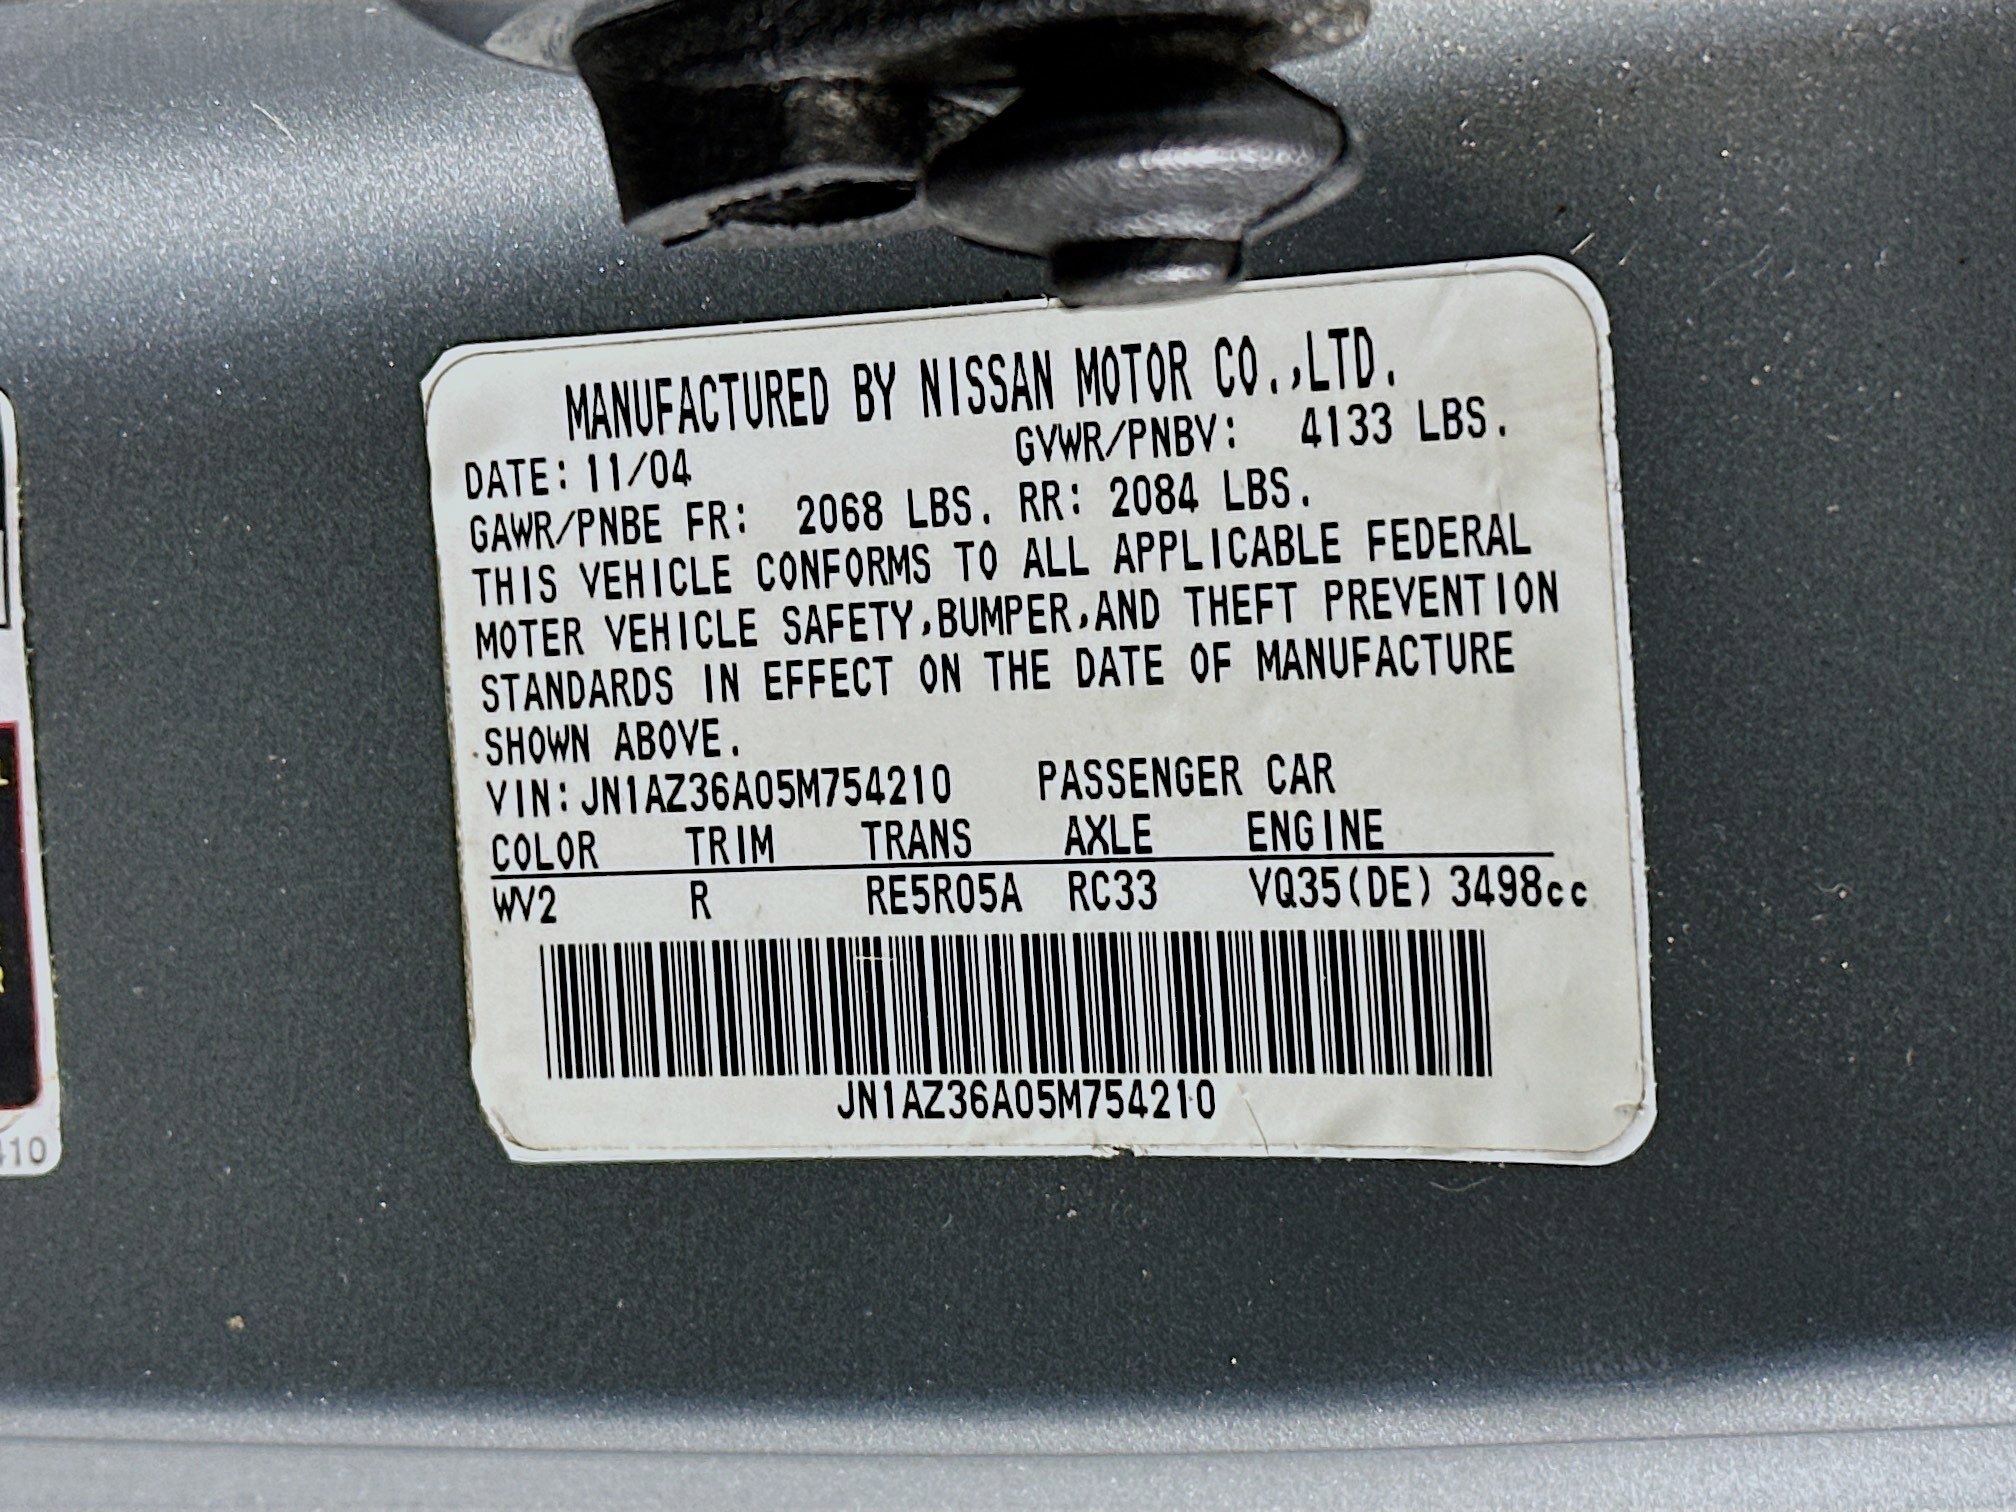 MANUFACTURED BY NISSAN MOTOR CO.,LTD.
DATE: 11/04 GVWR/PNBV: 4133 LBS.
GAWR/PNBE FR: 2068 LBS. RR: 2084 LBS.
THIS VEHICLE CONFORMS TO ALL APPLICABLE FEDERAL
MOTER VEHICLE SAFETY,BUMPER,AND THEFT PREVENTION
STANDARDS IN EFFECT ON THE DATE OF MANUFACTURE
SHOWN ABOVE.
VIN: JN1AZ36A05M754210 PASSENGER CAR
COLOR TRIM TRANS AXLE ENGINE
WV2 R RE5R05A RC33 VQ35(DE) 3498cc
JN1AZ36A05M754210
10